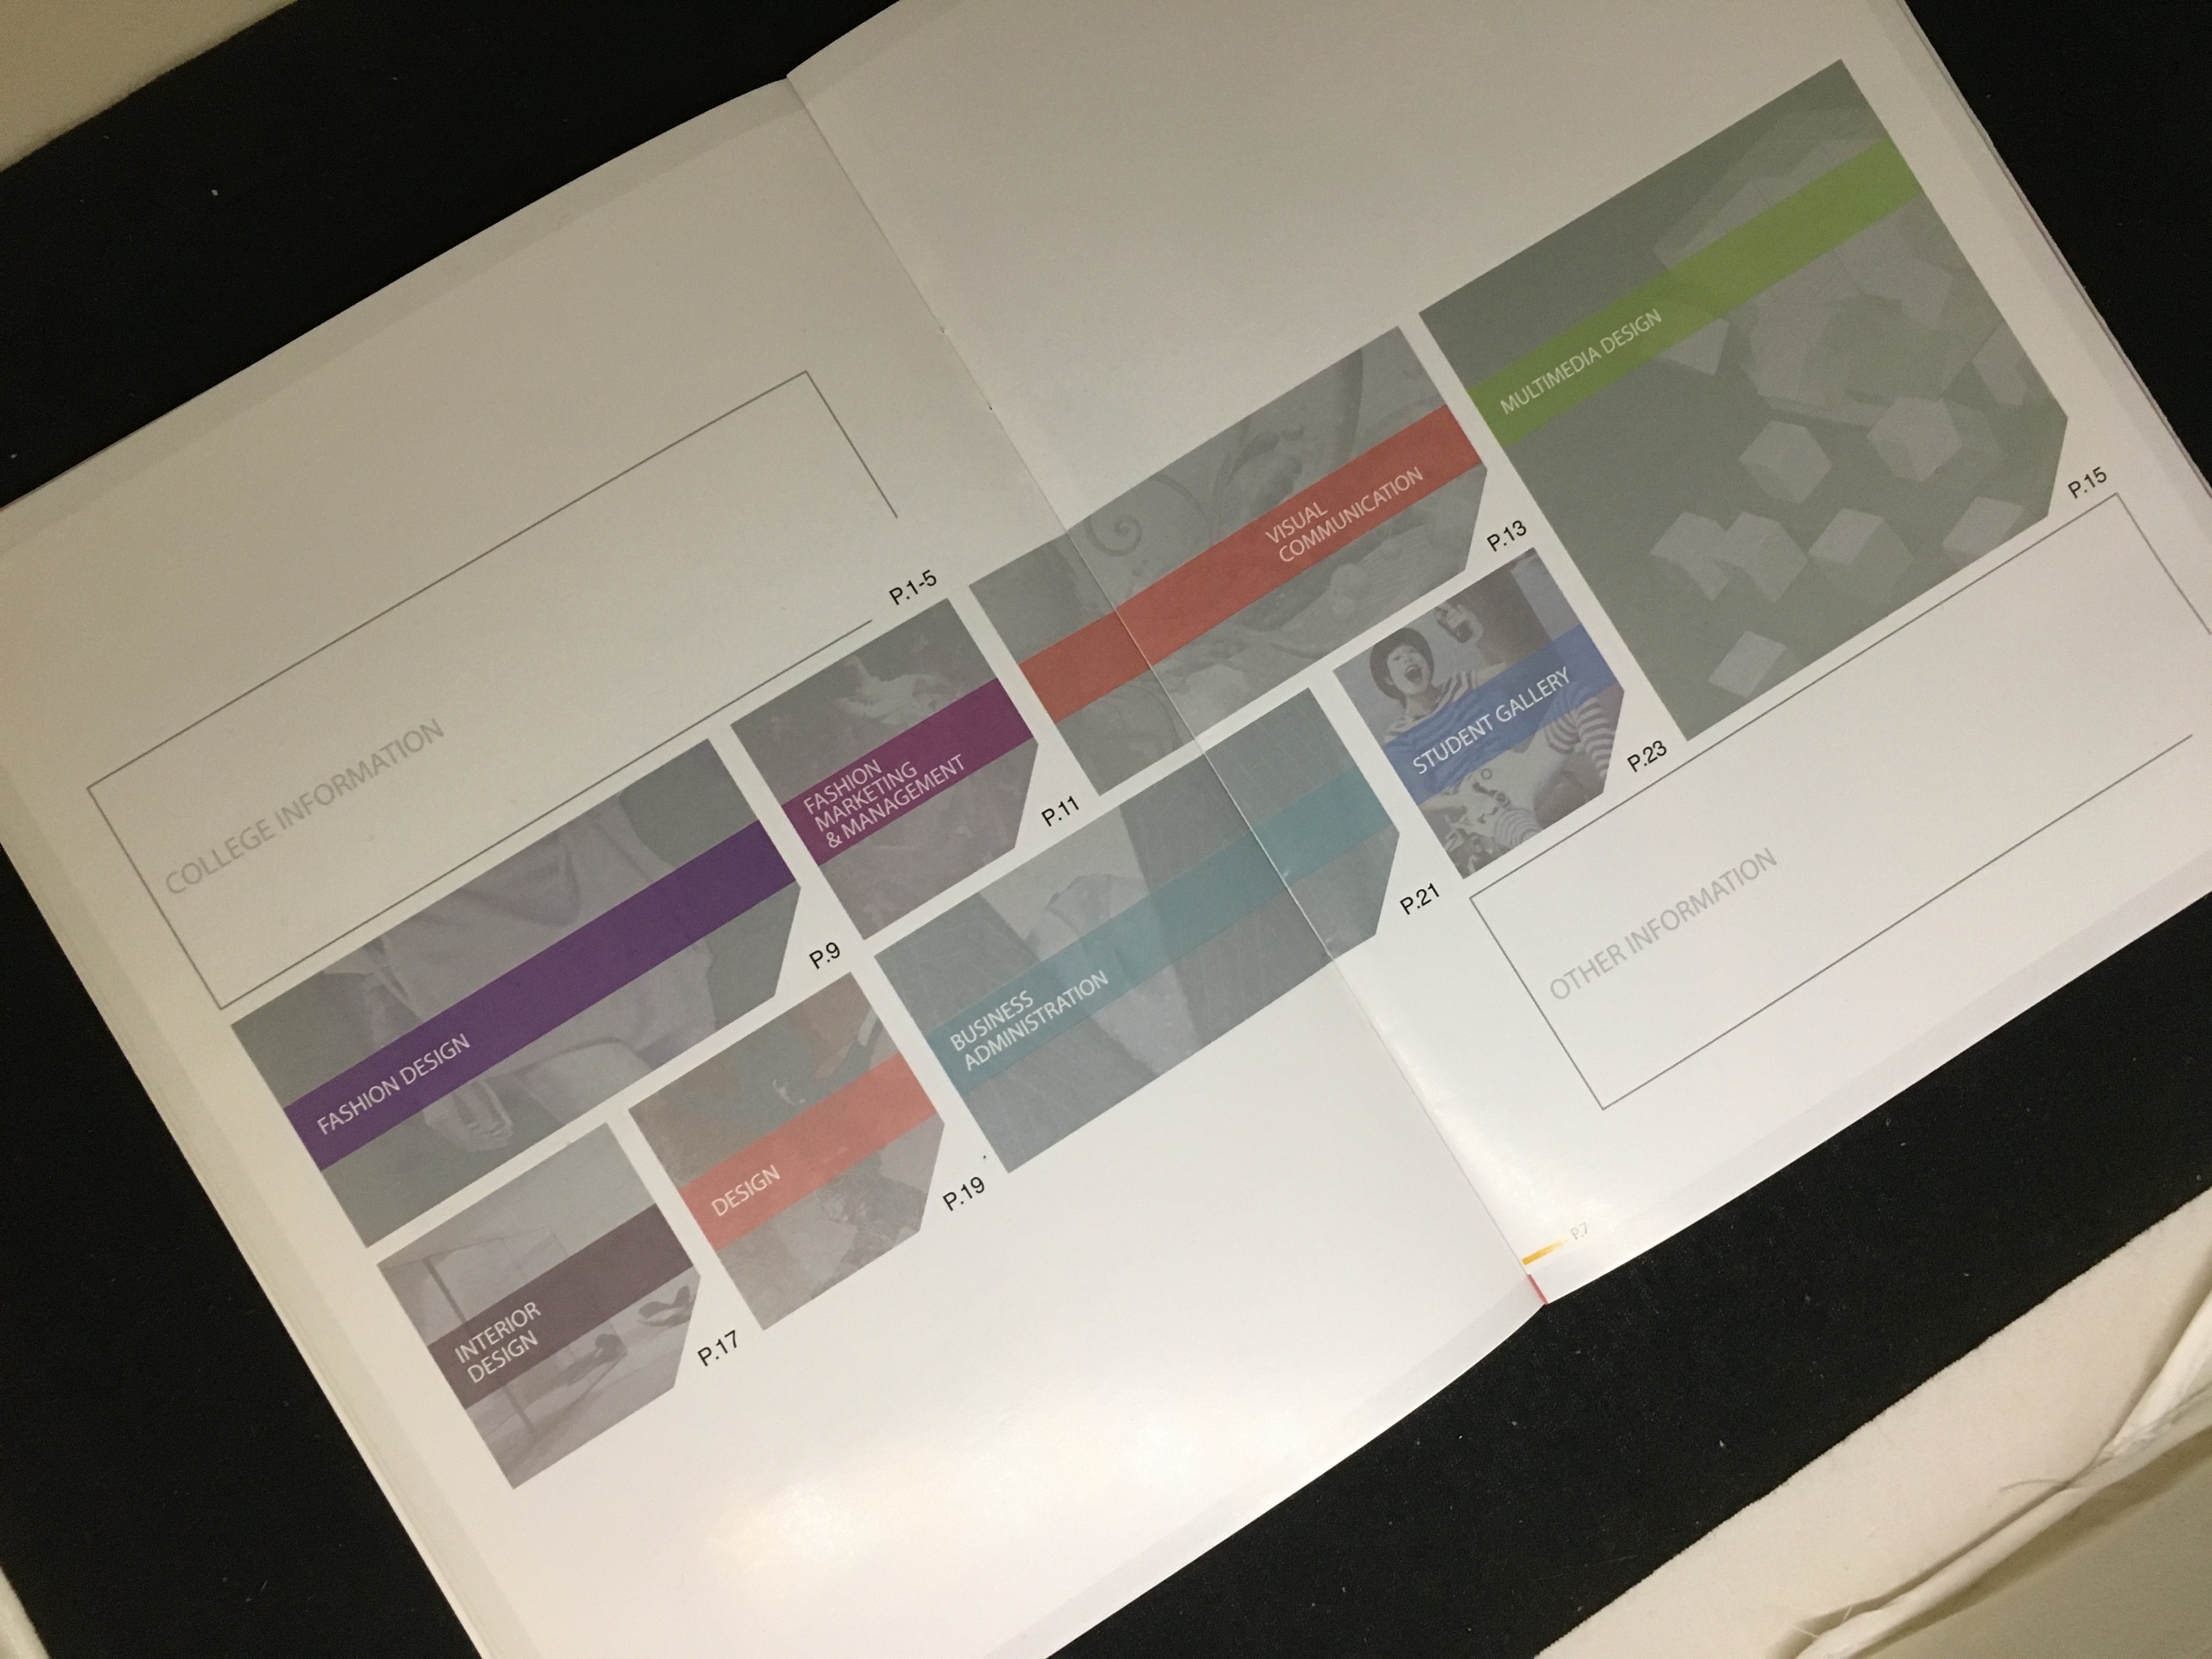 COLLEGE INFORMATION
P.1-5
FASHION DESIGN
P.9
FASHION
MARKETING
& MANAGEMENT
P.11
VISUAL
COMMUNICATION
P.13
MULTIMEDIA DESIGN
P.15
INTERIOR
DESIGN
P.17
DESIGN
P.19
BUSINESS
ADMINISTRATION
P.21
STUDENT GALLERY
P.23
OTHER INFORMATION
P.7